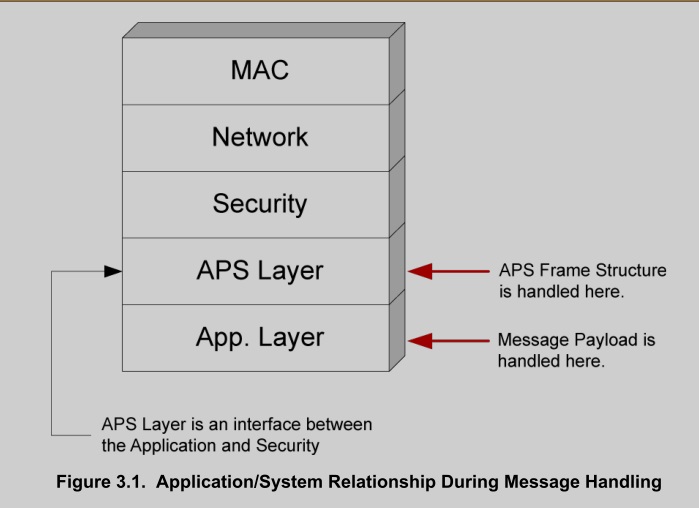 MAC
Network
Security
APS Layer
App. Layer
APS Frame Structure
is handled here.
Message Payload is
handled here.
APS Layer is an interface between
the Application and Security
Figure 3.1. Application/System Relationship During Message Handling